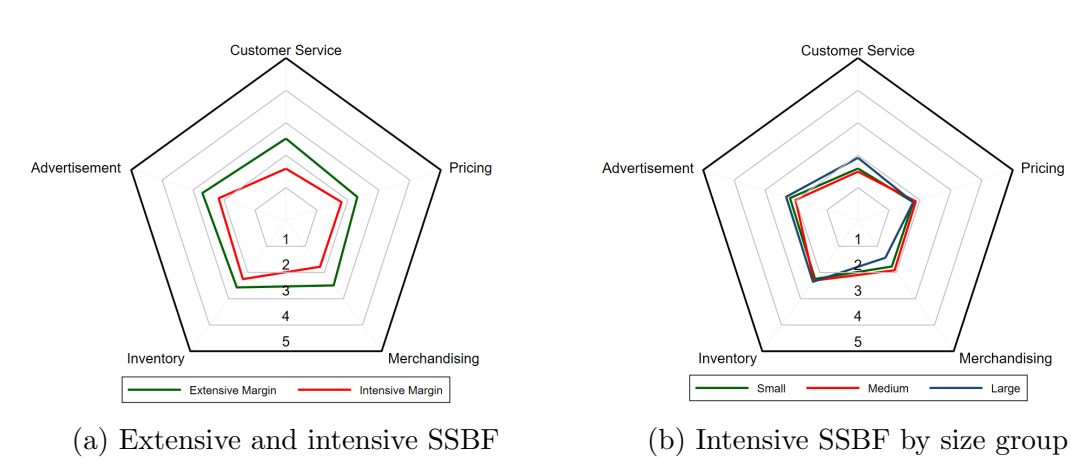 Customer Service
Advertisement
Pricing
1
2
3
4
5
Inventory
Merchandising
Extensive Margin Intensive Margin
(a) Extensive and intensive SSBF
Customer Service
Advertisement
Pricing
1
2
3
4
5
Inventory
Merchandising
Small Medium Large
(b) Intensive SSBF by size group